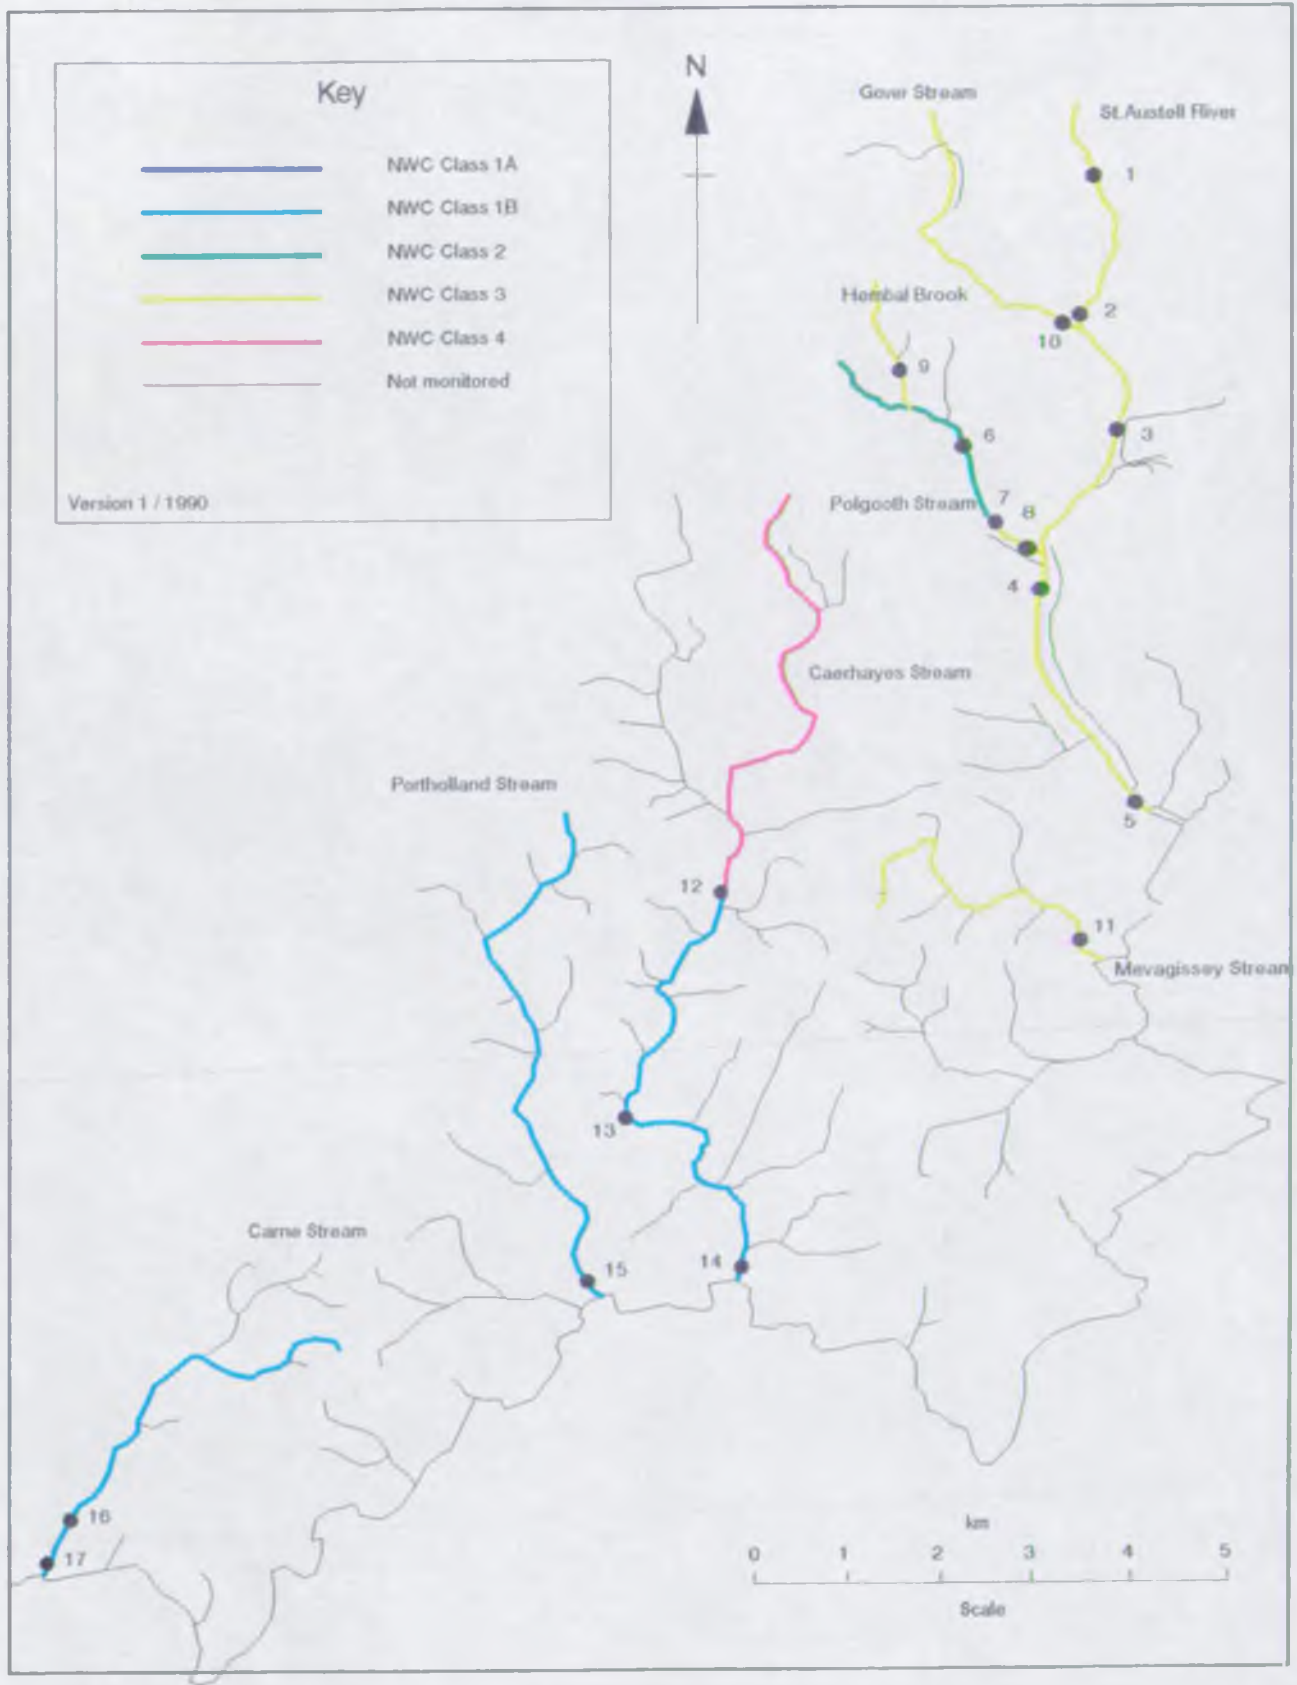 Key
NWC Class 1A
NWC Class 1B
NWC Class 2
NWC Class 3
NWC Class 4
Not monitored
Version 1 / 1990
N
Gover Stream
St. Austell River
1
Hembal Brook
2
10
9
3
6
Polgooth Stream
7
8
4
Caerhayes Stream
Portholland Stream
5
12
11
Mevagissey Stream
13
Carne Stream
14
15
16
17
km
0 1 2 3 4 5
Scale